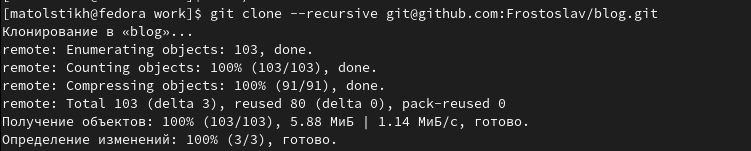 [matolstikh@fedora work]$ git clone --recursive git@github.com:Frostoslav/blog.git
Клонирование в «blog»...
remote: Enumerating objects: 103, done.
remote: Counting objects: 100% (103/103), done.
remote: Compressing objects: 100% (91/91), done.
remote: Total 103 (delta 3), reused 80 (delta 0), pack-reused 0
Получение объектов: 100% (103/103), 5.88 МиБ | 1.14 МиБ/с, готово.
Определение изменений: 100% (3/3), готово.